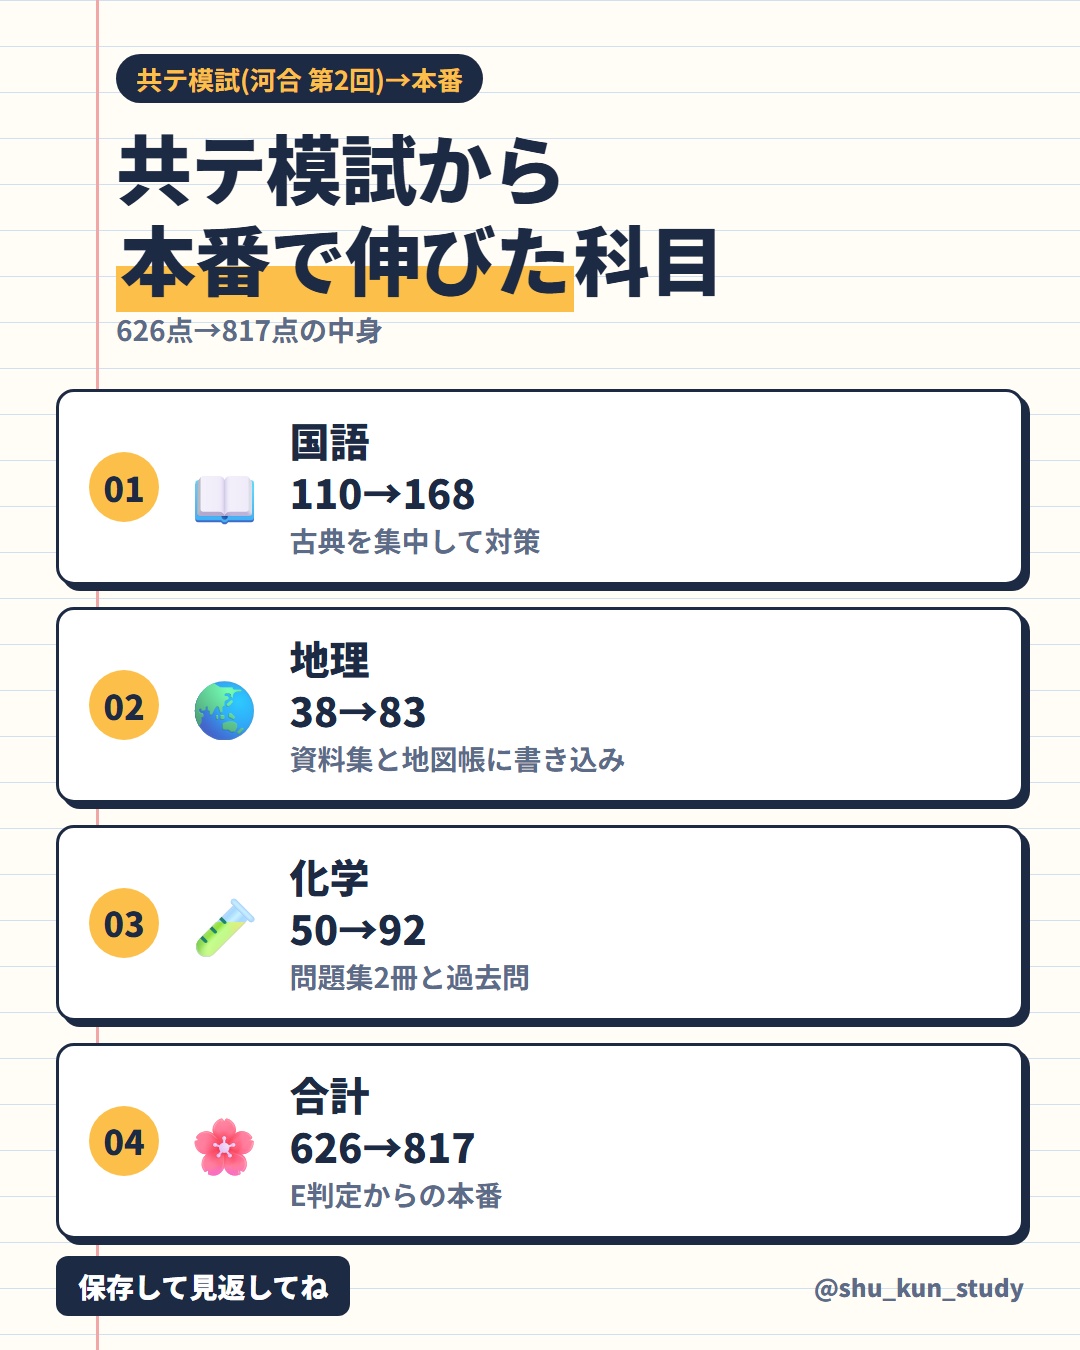 共テ模試(河合 第2回)→本番
共テ模試から
本番で伸びた科目
626点→817点の中身
01
国語
110→168
古典を集中して対策
02
地理
38→83
資料集と地図帳に書き込み
03
化学
50→92
問題集2冊と過去問
04
合計
626→817
E判定からの本番
保存して見返してね
@shu_kun_study